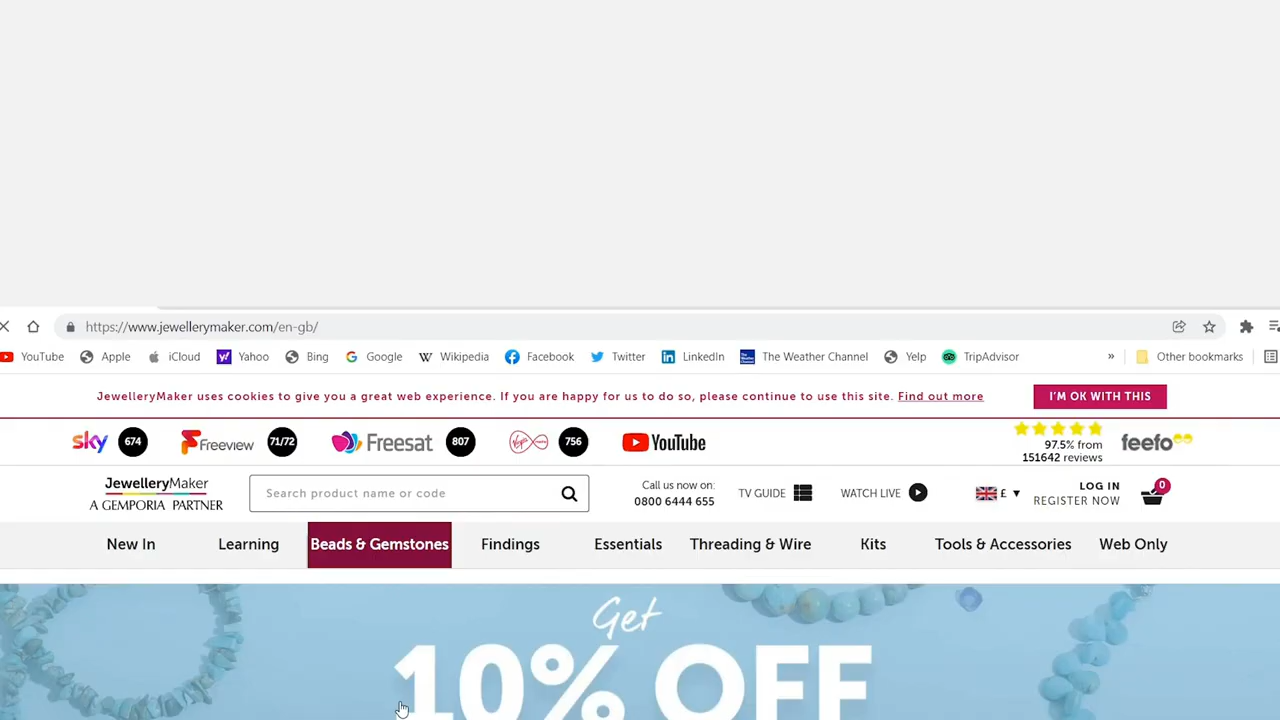 https://www.jewellerymaker.com/en-gb/
YouTube Apple iCloud Yahoo Bing Google Wikipedia Facebook Twitter LinkedIn The Weather Channel Yelp TripAdvisor » Other bookmarks
JewelleryMaker uses cookies to give you a great web experience. If you are happy for us to do so, please continue to use this site. Find out more
I'M OK WITH THIS
sky 674 Freeview 71/72 freesat 807 Virgin media 756 YouTube
97.5% from
151642 reviews
feefo
JewelleryMaker
A GEMPORIA PARTNER
Search product name or code
Call us now on:
0800 6444 655
TV GUIDE
WATCH LIVE
£ ▼
LOG IN
REGISTER NOW
0
New In Learning Beads & Gemstones Findings Essentials Threading & Wire Kits Tools & Accessories Web Only
Get
10% OFF